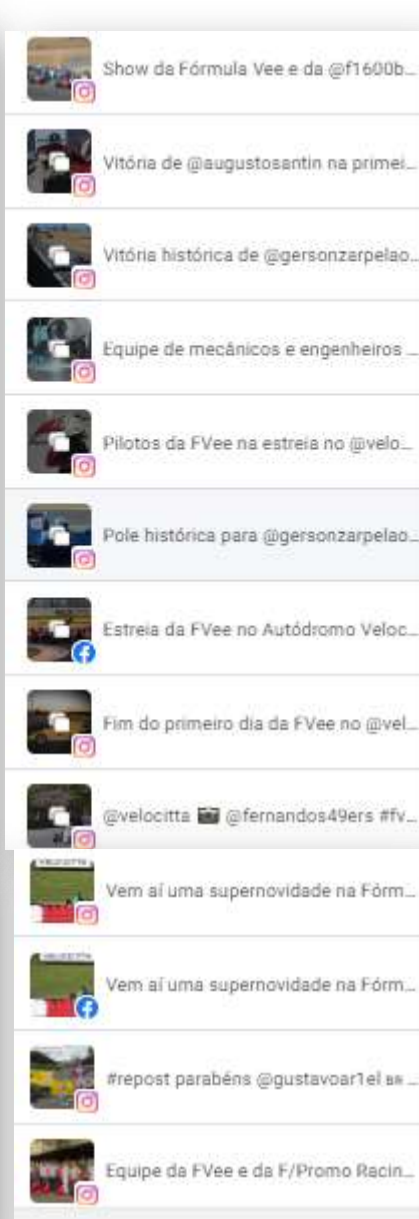 Show da Fórmula Vee e da @f1600b...
Vitória de @augustosantin na primei...
Vitória histórica de @gersonzarpelao...
Equipe de mecânicos e engenheiros ...
Pilotos da FVee na estreia no @velo...
Pole histórica para @gersonzarpelao...
Estreia da FVee no Autódromo Veloc...
Fim do primeiro dia da FVee no @vel...
@velocitta 📷 @fernandos49ers #fv...
Vem aí uma supernovidade na Fórm...
Vem aí uma supernovidade na Fórm...
#repost parabéns @gustavoar1el BR ...
Equipe da FVee e da F/Promo Racin...